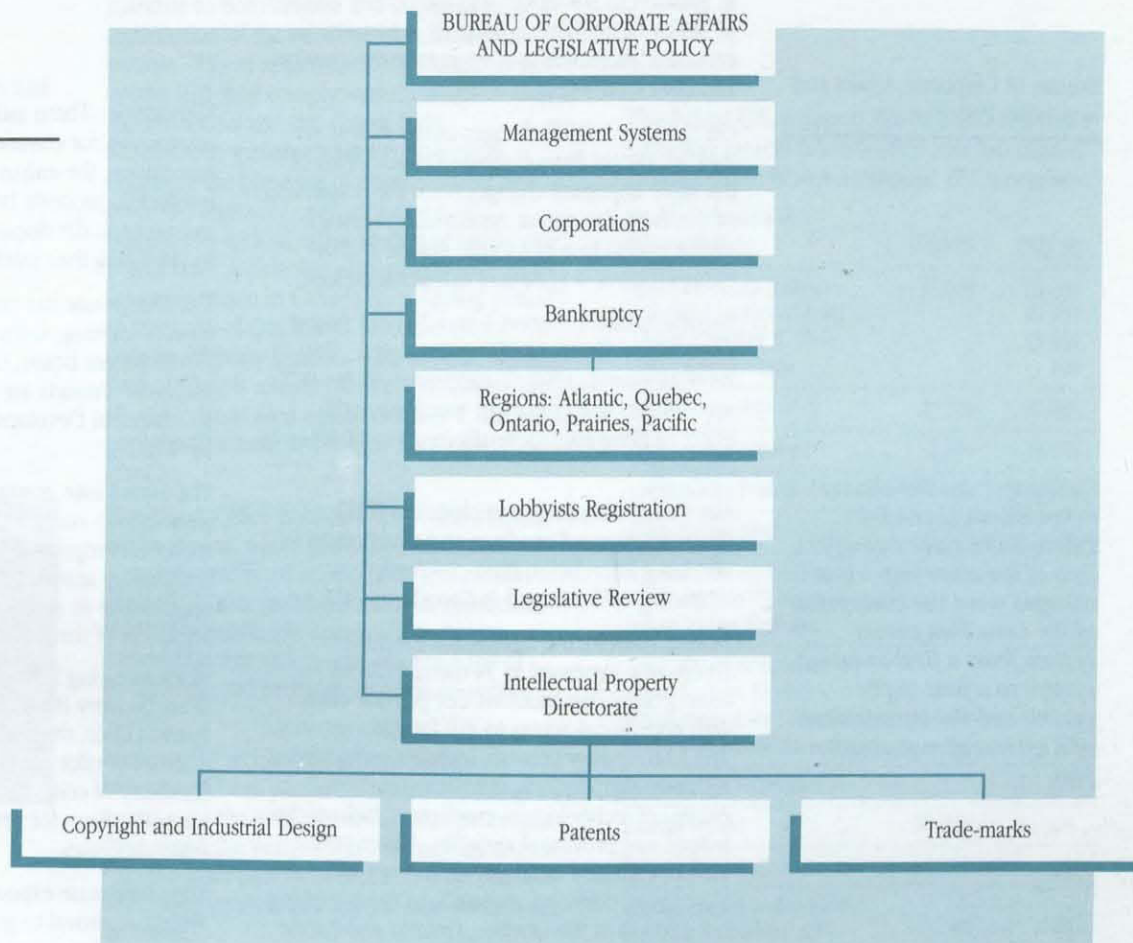 BUREAU OF CORPORATE AFFAIRS
AND LEGISLATIVE POLICY
Management Systems
Corporations
Bankruptcy
Regions: Atlantic, Quebec,
Ontario, Prairies, Pacific
Lobbyists Registration
Legislative Review
Intellectual Property
Directorate
Copyright and Industrial Design
Patents
Trade-marks